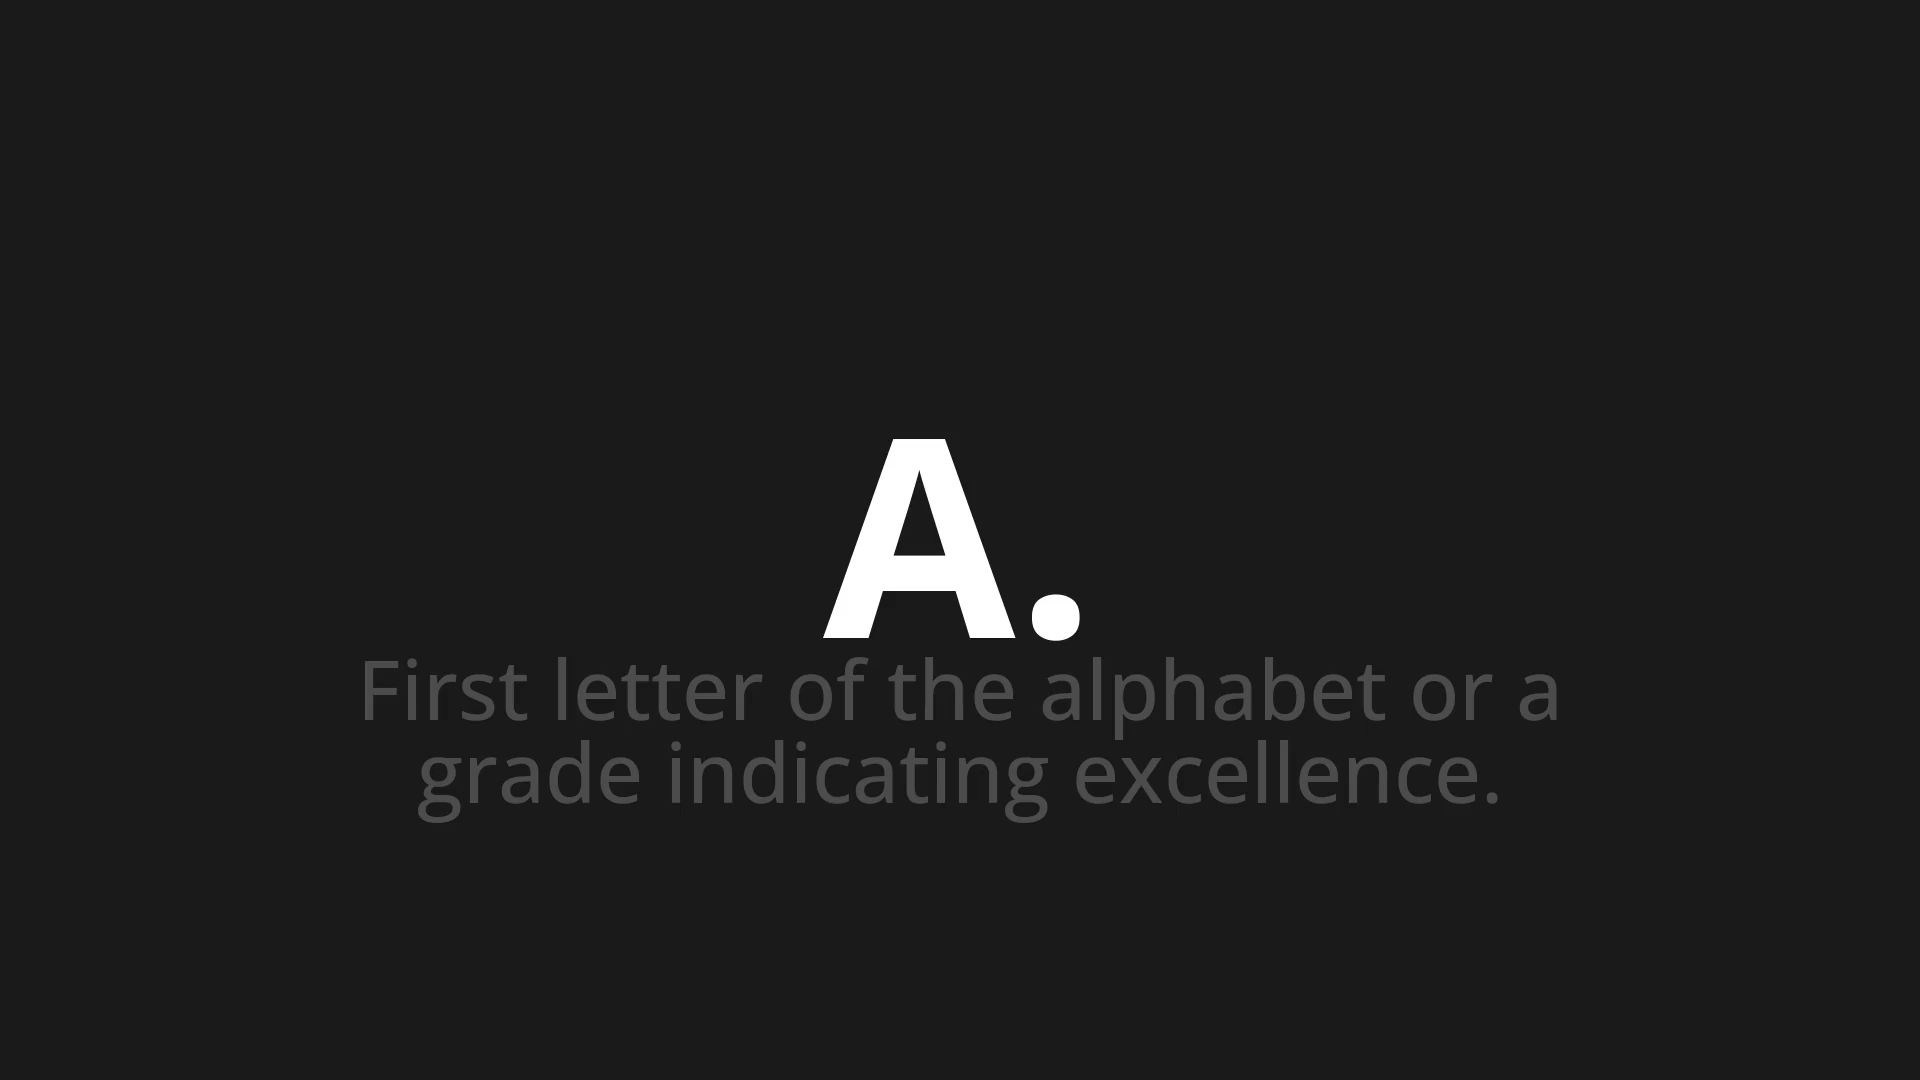 A.
First letter of the alphabet or a
grade indicating excellence.